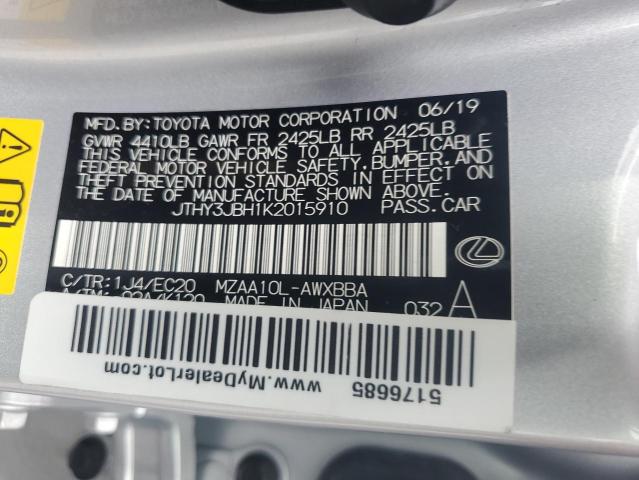 MFD. BY: TOYOTA MOTOR CORPORATION 06/19
GVWR 4410LB GAWR FR 2425LB RR 2425LB
THIS VEHICLE CONFORMS TO ALL APPLICABLE
FEDERAL MOTOR VEHICLE SAFETY, BUMPER, AND
THEFT PREVENTION STANDARDS IN EFFECT ON
THE DATE OF MANUFACTURE SHOWN ABOVE.
JTHY3JBH1K2015910 PASS.CAR
C/TR: 1J4/EC20 MZAA10L-AWXBBA
MADE IN JAPAN 032 A
5176685
www.MyDealerLot.com